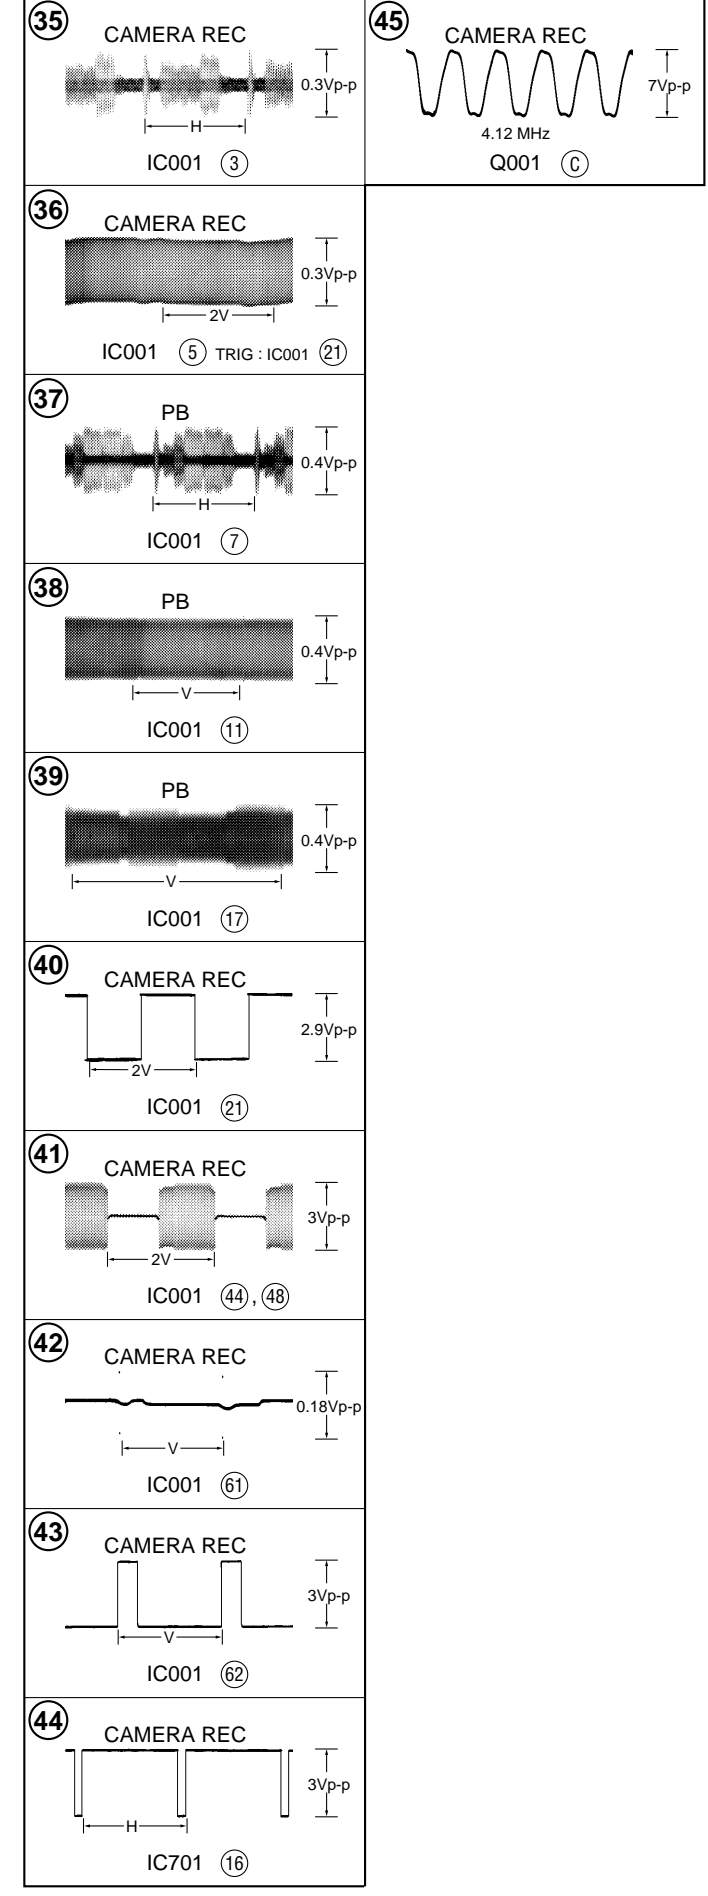 35
CAMERA REC
0.3Vp-p
H
IC001 3
36
CAMERA REC
0.3Vp-p
2V
IC001 5 TRIG : IC001 21
37
PB
0.4Vp-p
H
IC001 7
38
PB
0.4Vp-p
V
IC001 11
39
PB
0.4Vp-p
V
IC001 17
40
CAMERA REC
2.9Vp-p
2V
IC001 21
41
CAMERA REC
3Vp-p
2V
IC001 44 , 48
42
CAMERA REC
0.18Vp-p
V
IC001 61
43
CAMERA REC
3Vp-p
V
IC001 62
44
CAMERA REC
3Vp-p
H
IC701 16
45
CAMERA REC
7Vp-p
4.12 MHz
Q001 C